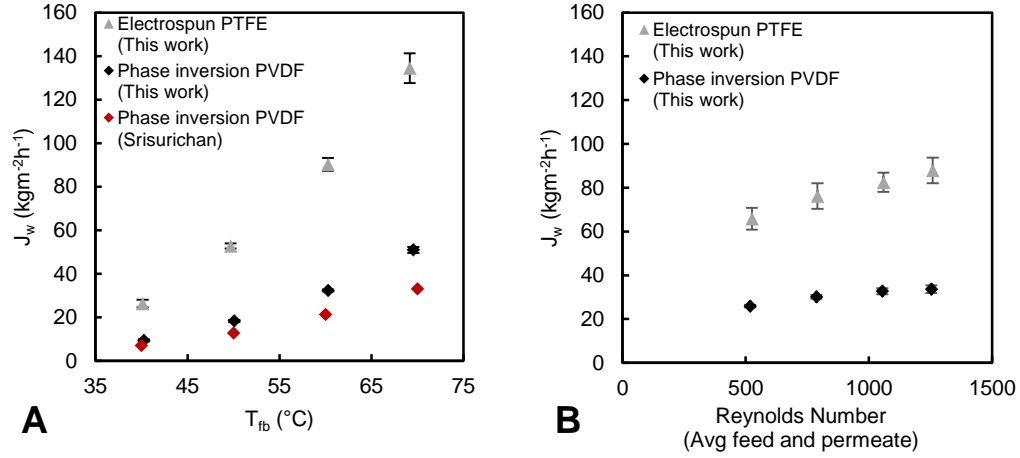 160
140
120
100
80
60
40
20
0
J_w (kgm⁻²h⁻¹)
Electrospun PTFE
(This work)
Phase inversion PVDF
(This work)
Phase inversion PVDF
(Srisurichan)
35 45 55 65 75
T_fb (°C)
A
160
140
120
100
80
60
40
20
0
J_w (kgm⁻²h⁻¹)
Electrospun PTFE
(This work)
Phase inversion PVDF
(This work)
0 500 1000 1500
Reynolds Number
(Avg feed and permeate)
B